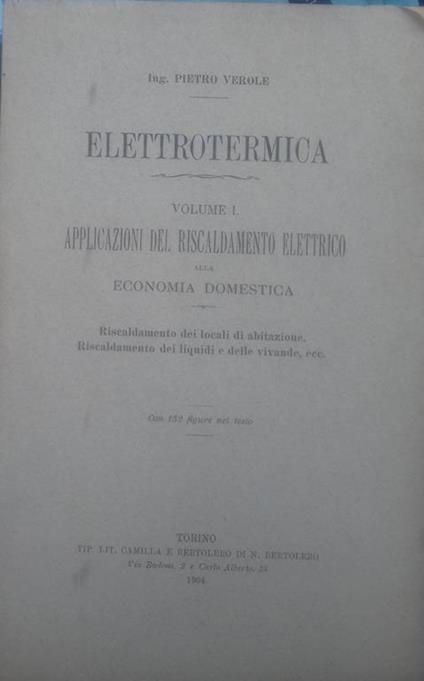 Ing. PIETRO VEROLE
ELETTROTERMICA
VOLUME I.
APPLICAZIONI DEL RISCALDAMENTO ELETTRICO
ALLA
ECONOMIA DOMESTICA
Riscaldamento dei locali di abitazione.
Riscaldamento dei liquidi e delle vivande, ecc.
Con 152 figure nel testo
TORINO
TIP. LIT. CAMILLA E BERTOLERO DI N. BERTOLERO
Via Bodoni, 2 e Carlo Alberto, 33
1904.